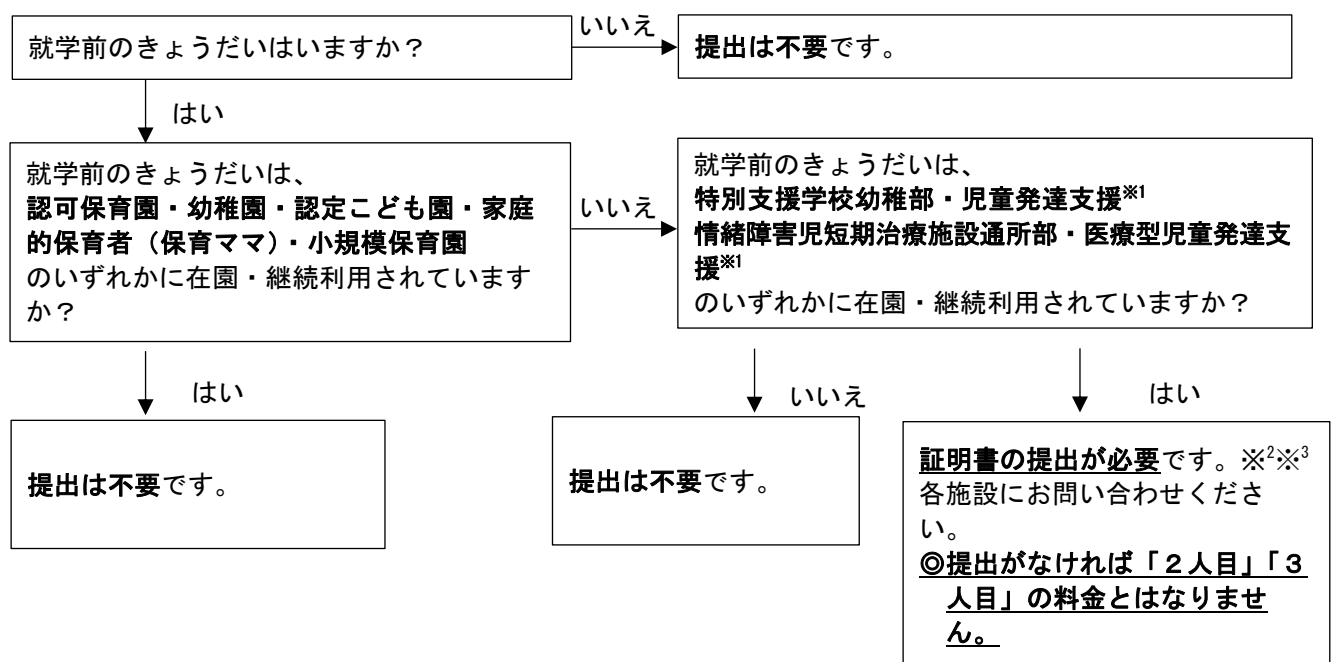 就学前のきょうだいはいますか？
いいえ
提出は不要です。
はい
就学前のきょうだいは、
認可保育園・幼稚園・認定こども園・家庭
的保育者（保育ママ）・小規模保育園
のいずれかに在園・継続利用されています
か？
いいえ
就学前のきょうだいは、
特別支援学校幼稚部・児童発達支援※1
情緒障害児短期治療施設通所部・医療型児童発達支
援※1
のいずれかに在園・継続利用されていますか？
はい
提出は不要です。
いいえ
提出は不要です。
はい
証明書の提出が必要です。※2※3
各施設にお問い合わせくださ
い。
◎提出がなければ「２人目」「３
人目」の料金とはなりませ
ん。